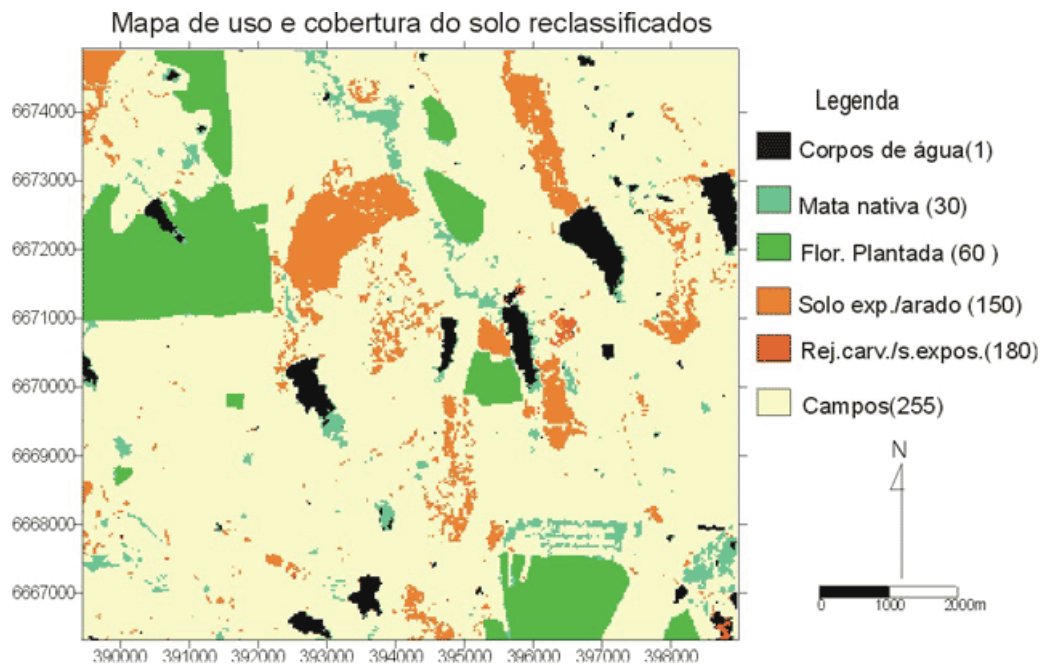 Mapa de uso e cobertura do solo reclassificados
6674000
6673000
6672000
6671000
6670000
6669000
6668000
6667000
390000 391000 392000 393000 394000 395000 396000 397000 398000
Legenda
Corpos de água(1)
Mata nativa (30)
Flor. Plantada (60 )
Solo exp./arado (150)
Rej.carv./s.expos.(180)
Campos(255)
N
0 1000 2000m